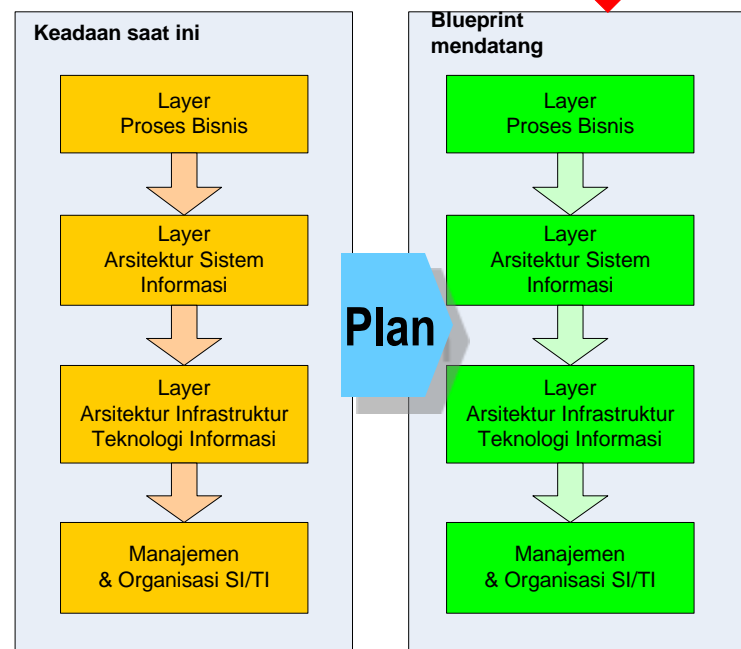 Keadaan saat ini
Layer
Proses Bisnis
Layer
Arsitektur Sistem
Informasi
Layer
Arsitektur Infrastruktur
Teknologi Informasi
Manajemen
& Organisasi SI/TI
Plan
Blueprint
mendatang
Layer
Proses Bisnis
Layer
Arsitektur Sistem
Informasi
Layer
Arsitektur Infrastruktur
Teknologi Informasi
Manajemen
& Organisasi SI/TI